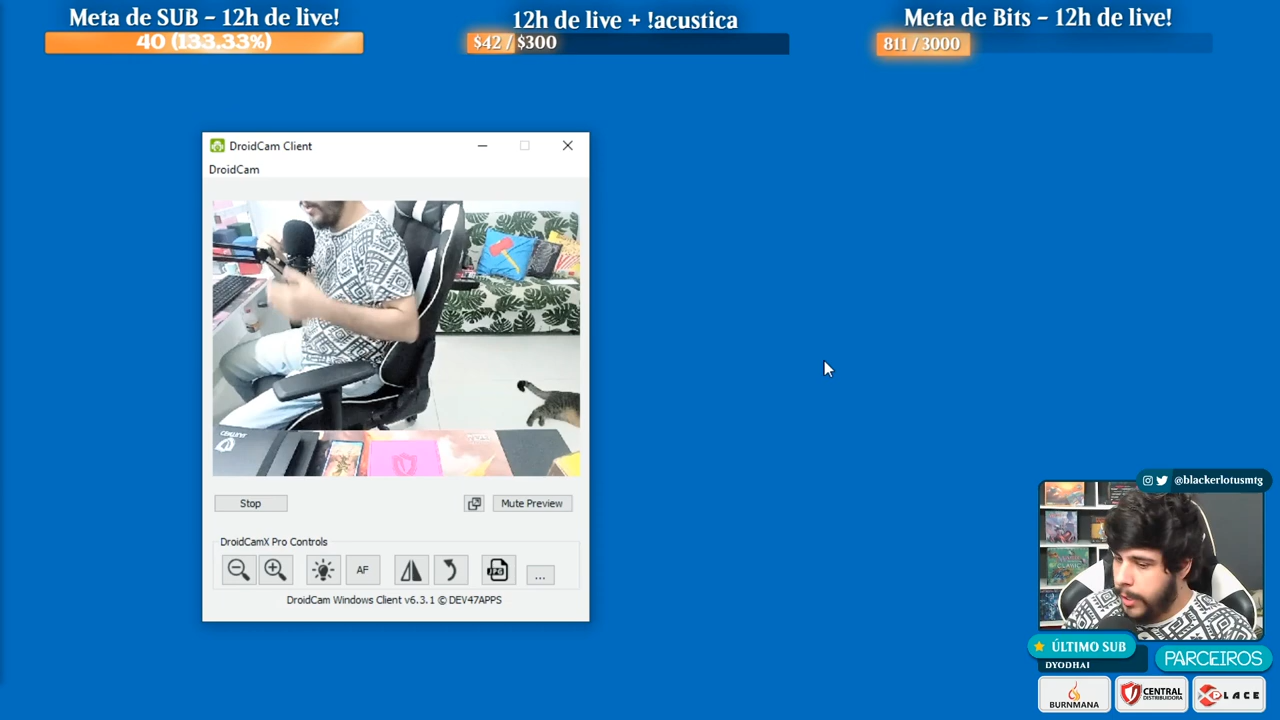 Meta de SUB - 12h de live!
40 (133.33%)
12h de live + !acustica
$42 / $300
Meta de Bits - 12h de live!
811 / 3000
DroidCam Client
DroidCam
Stop
Mute Preview
DroidCamX Pro Controls
AF
JPG
...
DroidCam Windows Client v6.3.1 © DEV47APPS
@blackerlotusmtg
ÚLTIMO SUB
DYODHAI
PARCEIROS
BURNMANA
CENTRAL
DISTRIBUIDORA
XPLACE